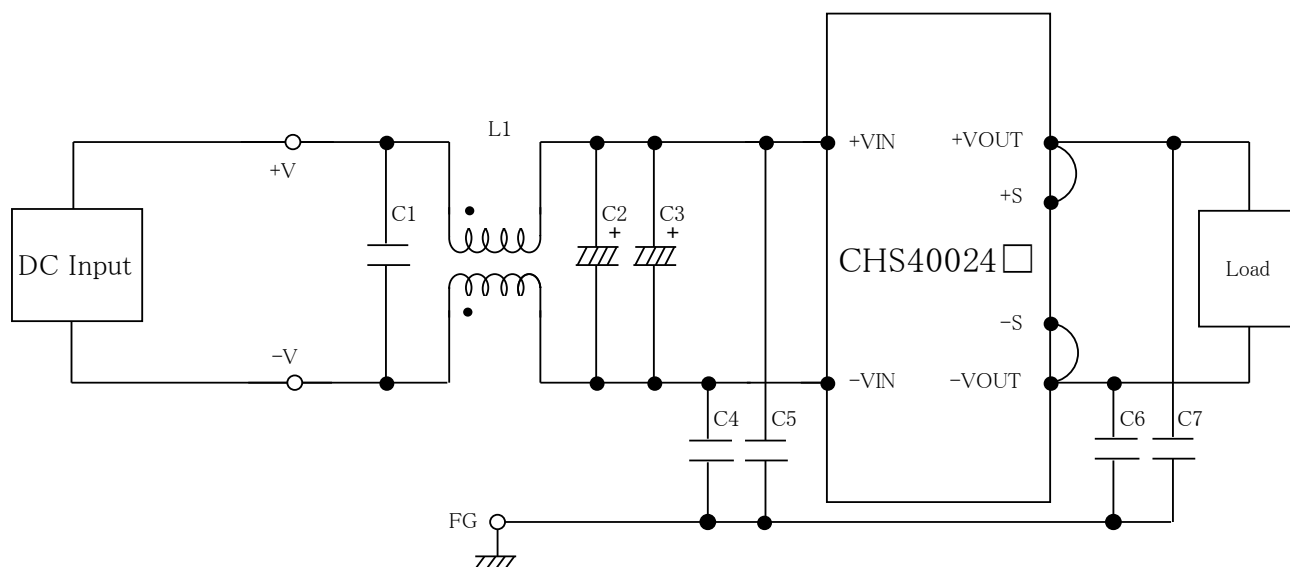 L1
+V
+VIN
+VOUT
+S
C1
C2
+
C3
+
DC Input
CHS40024□
Load
−S
−V
−VIN
−VOUT
C4
C5
C6
C7
FG